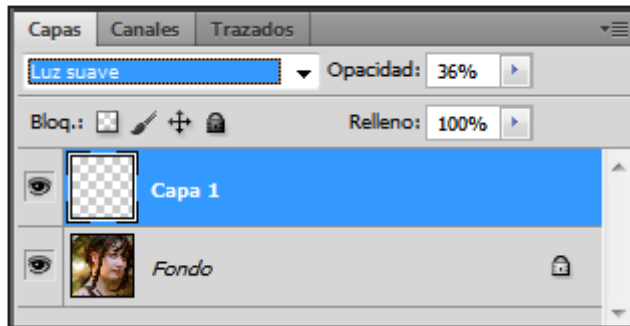 Capas Canales Trazados
Luz suave Opacidad: 36%
Bloq.: Relleno: 100%
Capa 1
Fondo